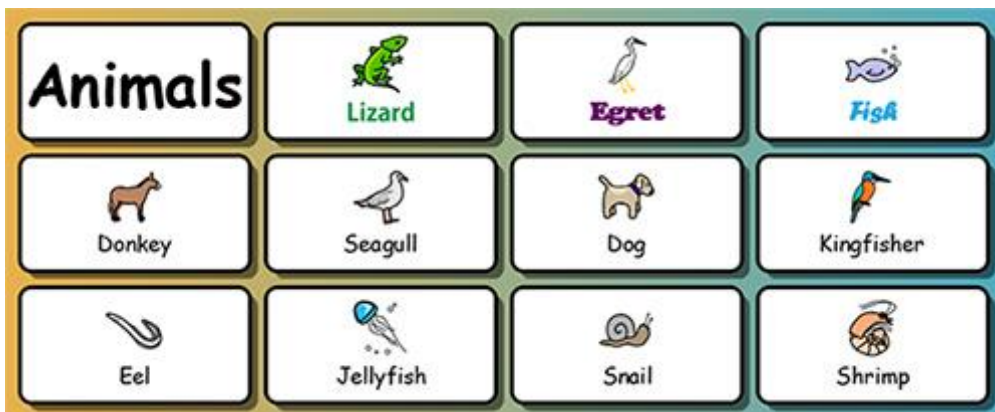 Animals
Lizard
Egret
Fish
Donkey
Seagull
Dog
Kingfisher
Eel
Jellyfish
Snail
Shrimp